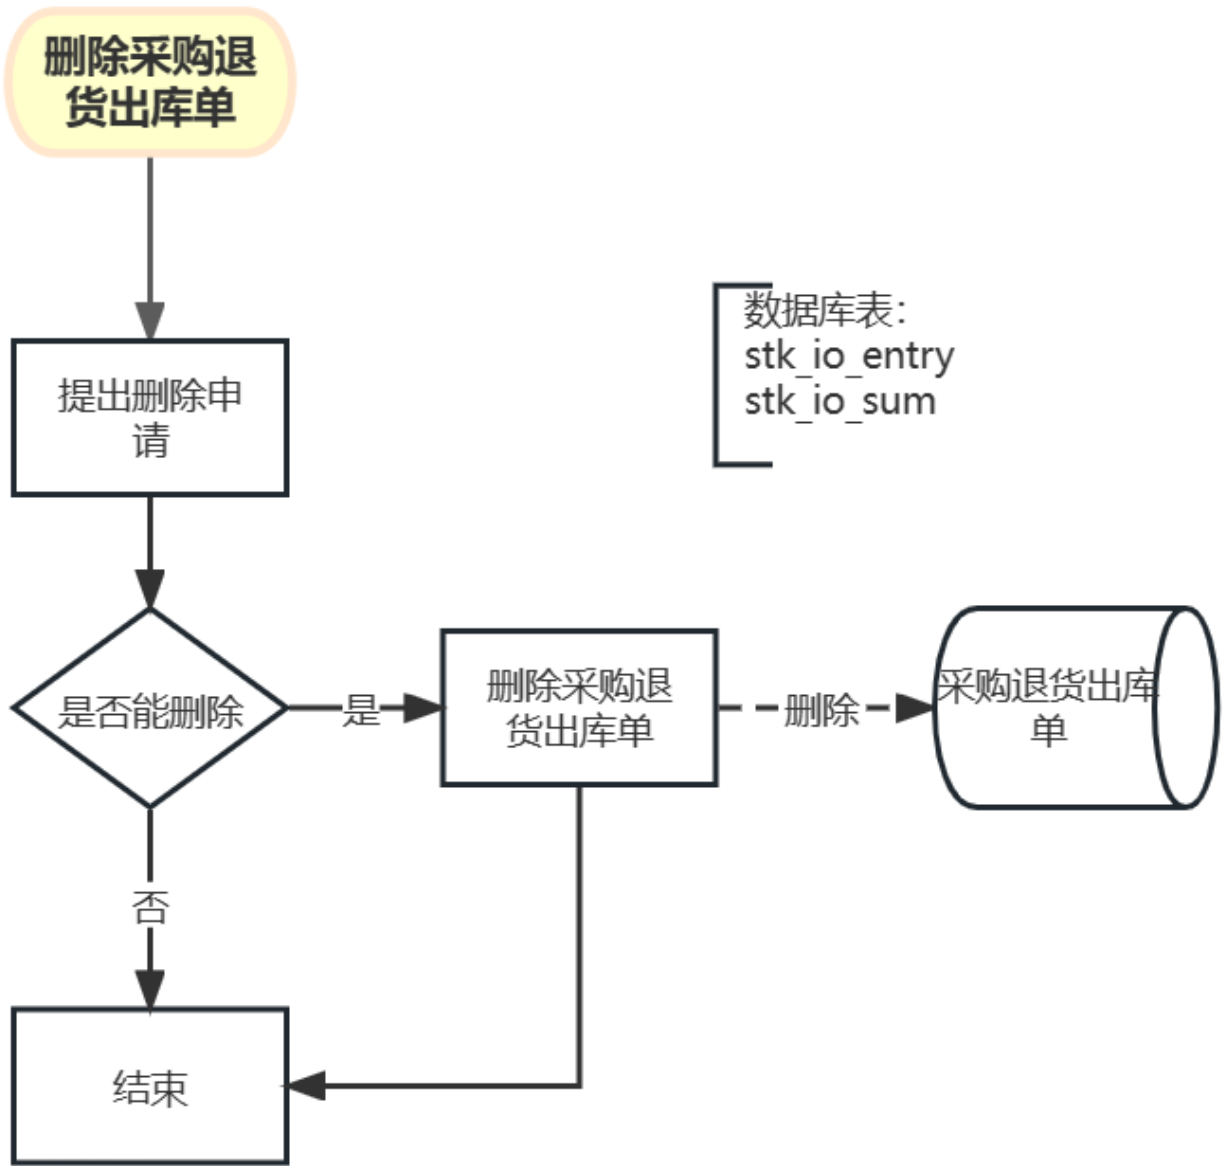 删除采购退
货出库单
数据库表：
stk_io_entry
stk_io_sum
提出删除申
请
是否能删除
是
删除采购退
货出库单
删除
采购退货出库
单
否
结束